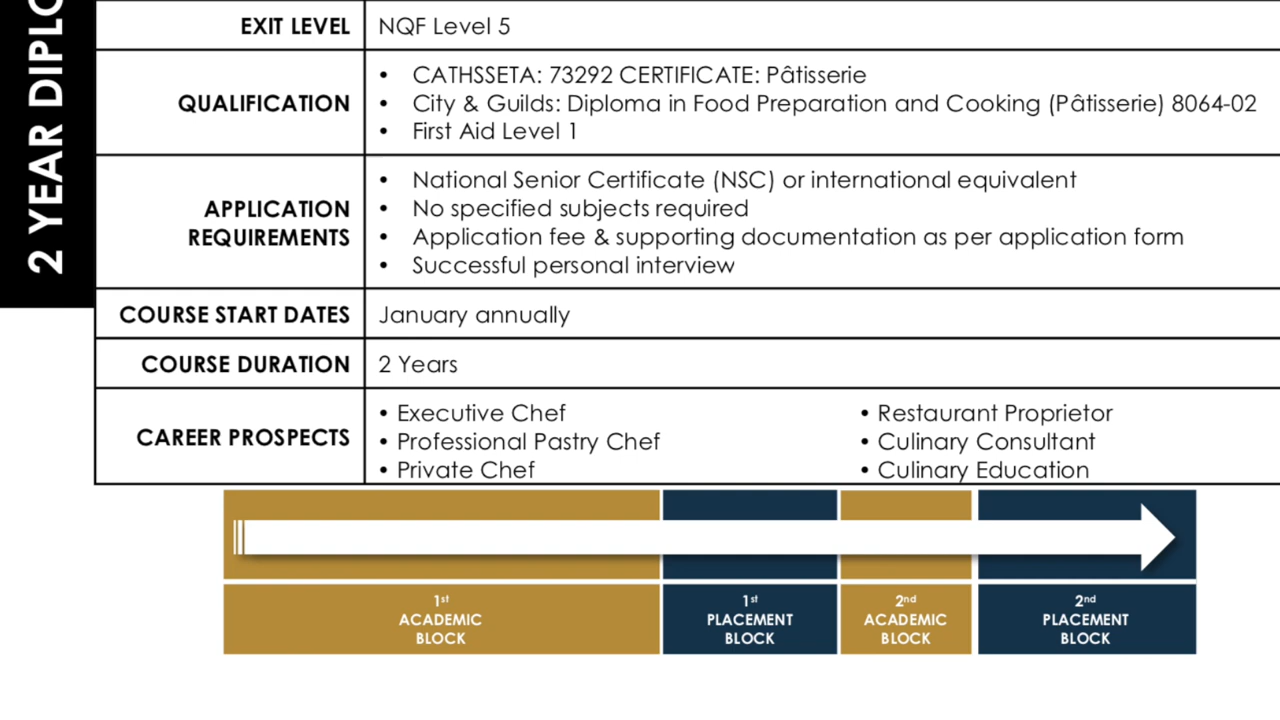 2 YEAR DIPLO
EXIT LEVEL
NQF Level 5
QUALIFICATION
• CATHSSETA: 73292 CERTIFICATE: Pâtisserie
• City & Guilds: Diploma in Food Preparation and Cooking (Pâtisserie) 8064-02
• First Aid Level 1
APPLICATION
REQUIREMENTS
• National Senior Certificate (NSC) or international equivalent
• No specified subjects required
• Application fee & supporting documentation as per application form
• Successful personal interview
COURSE START DATES
January annually
COURSE DURATION
2 Years
CAREER PROSPECTS
• Executive Chef
• Professional Pastry Chef
• Private Chef
• Restaurant Proprietor
• Culinary Consultant
• Culinary Education
1st
ACADEMIC
BLOCK
1st
PLACEMENT
BLOCK
2nd
ACADEMIC
BLOCK
2nd
PLACEMENT
BLOCK